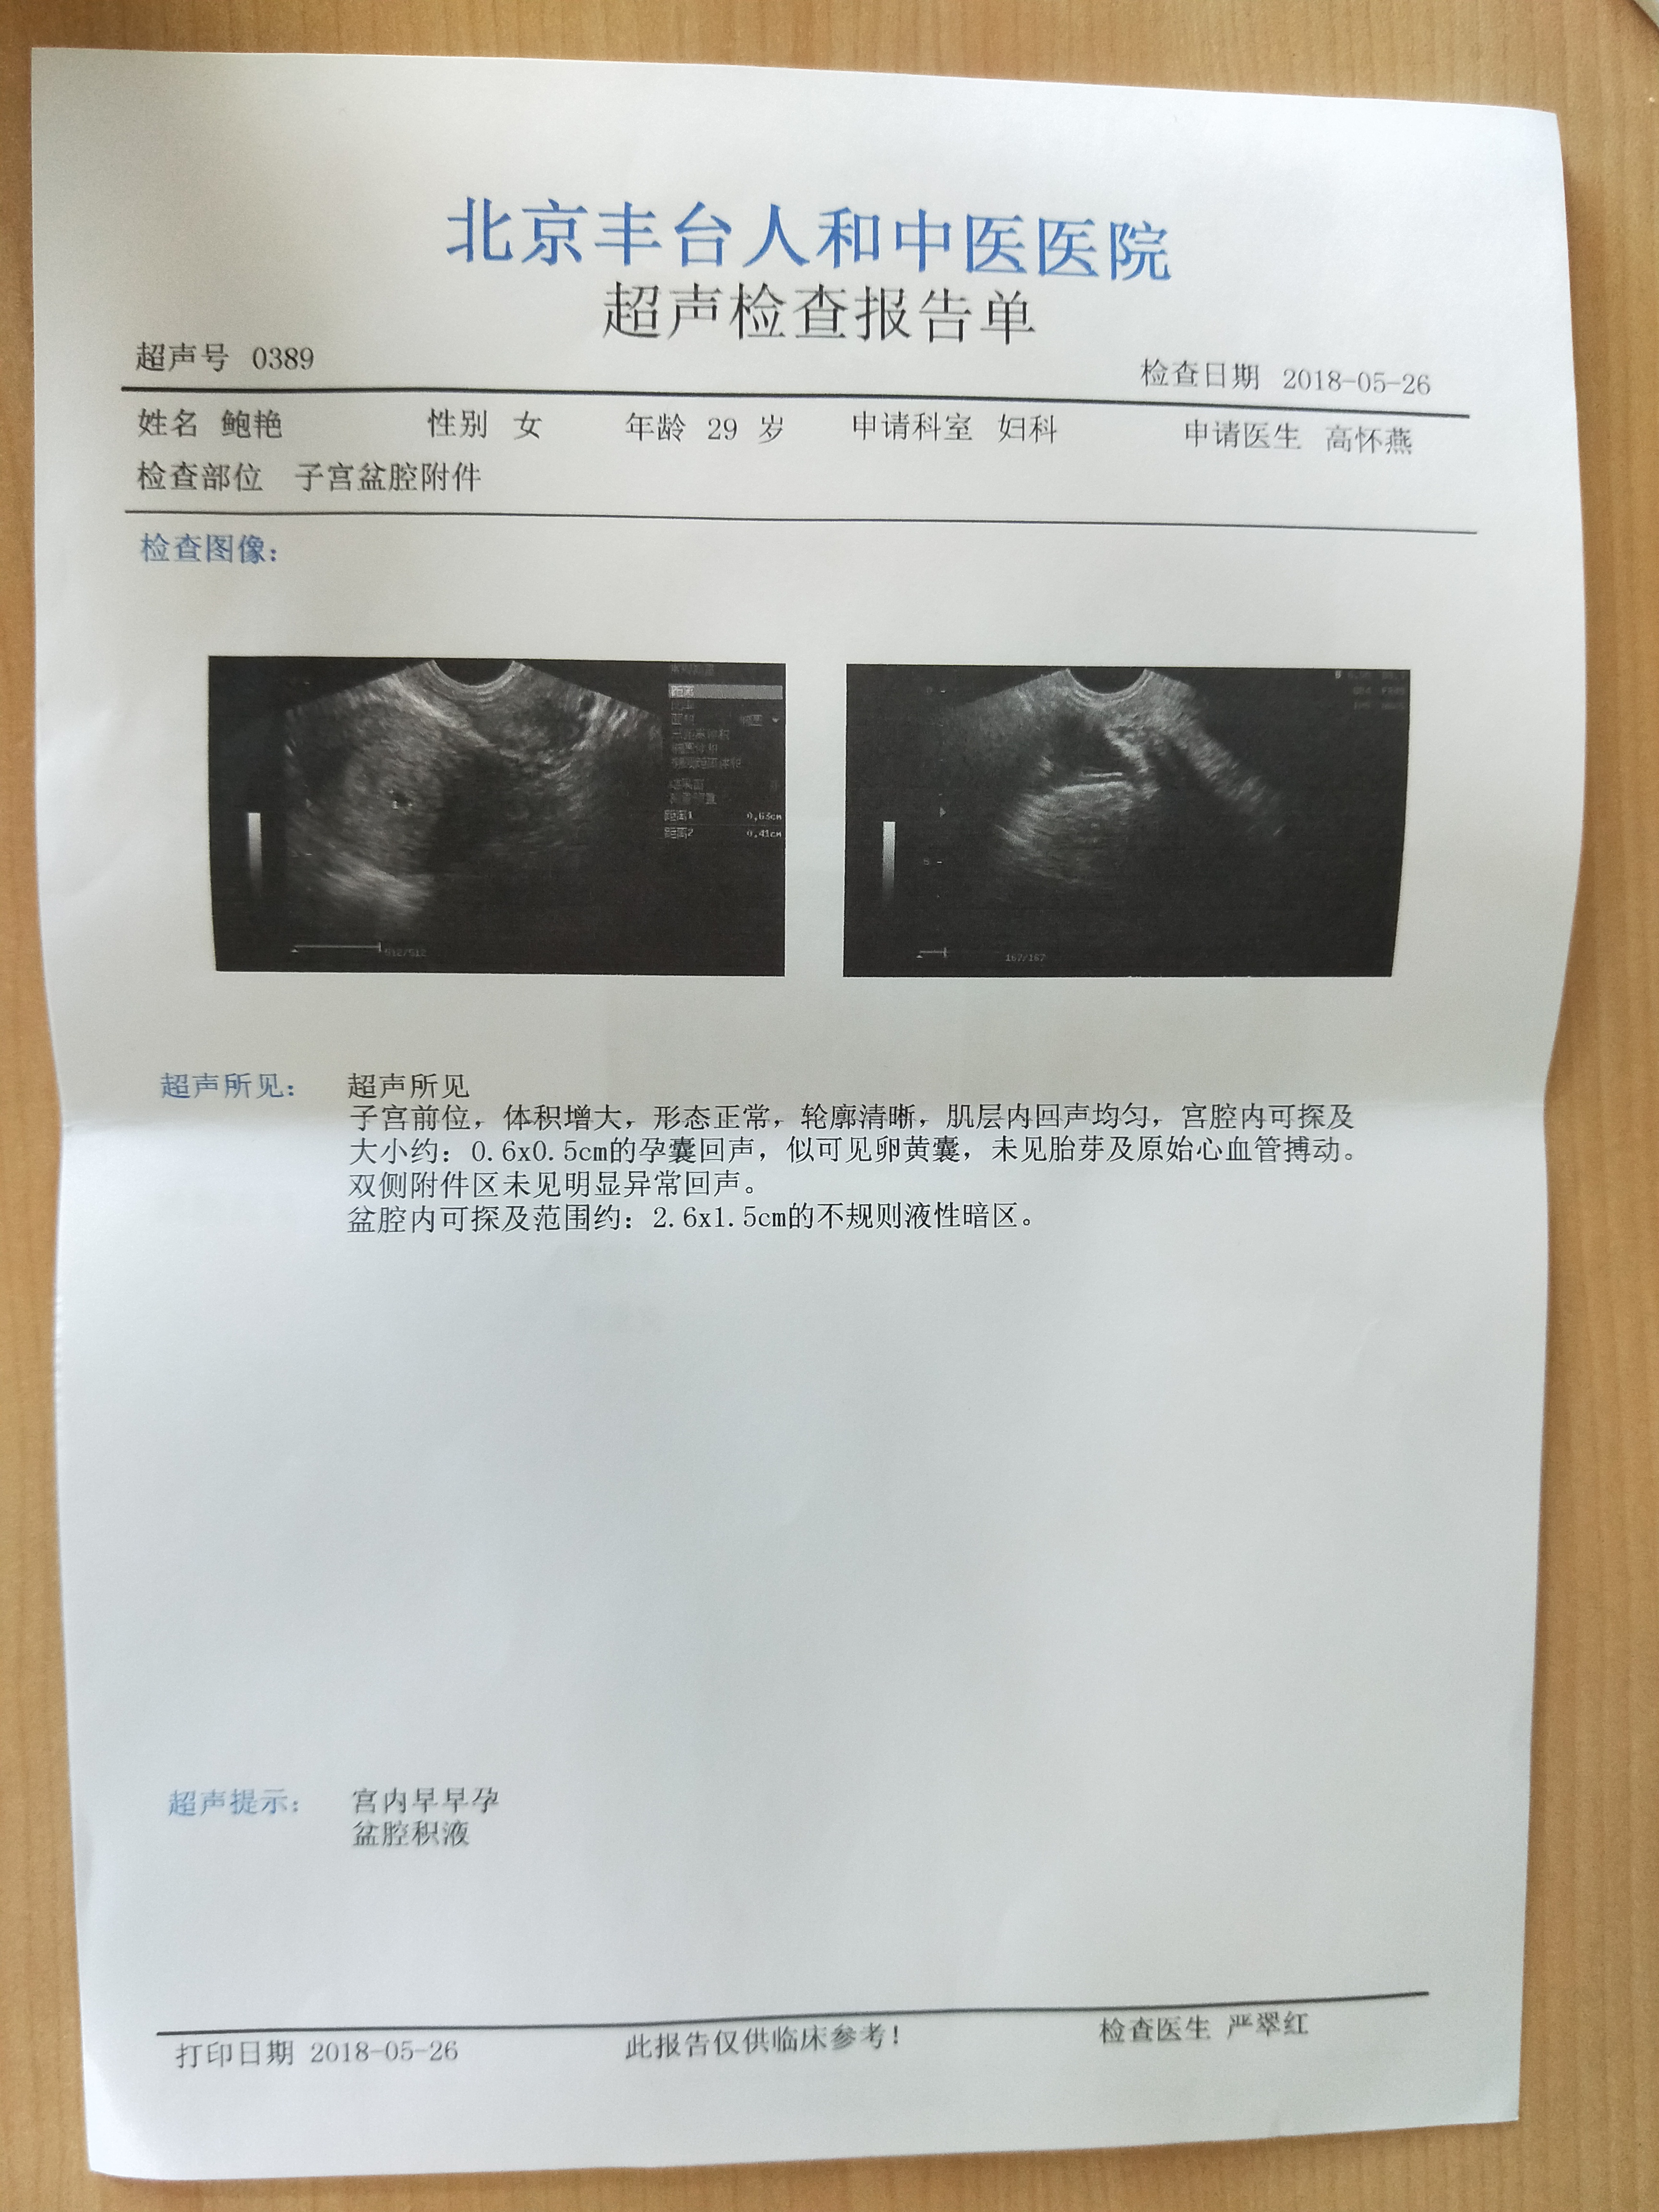 北京丰台人和中医医院
超声检查报告单
超声号 0389 检查日期 2018-05-26
姓名 鲍艳 性别 女 年龄 29 岁 申请科室 妇科 申请医生 高怀燕
检查部位 子宫盆腔附件
检查图像：
距离
距离1 0.63cm
距离2 0.41cm
512/512
167/167
超声所见： 超声所见
子宫前位，体积增大，形态正常，轮廓清晰，肌层内回声均匀，宫腔内可探及
大小约：0.6x0.5cm的孕囊回声，似可见卵黄囊，未见胎芽及原始心血管搏动。
双侧附件区未见明显异常回声。
盆腔内可探及范围约：2.6x1.5cm的不规则液性暗区。
超声提示： 宫内早早孕
盆腔积液
打印日期 2018-05-26 此报告仅供临床参考！ 检查医生 严翠红